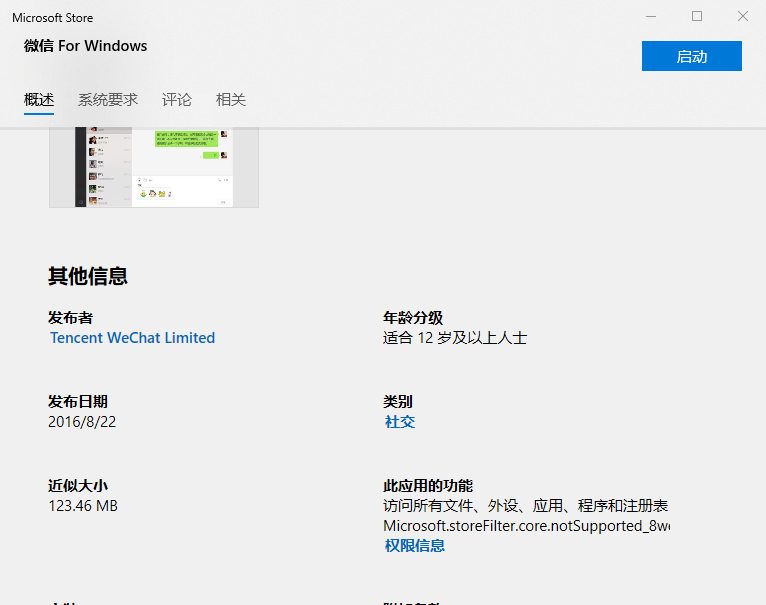 Microsoft Store
微信 For Windows
启动
概述 系统要求 评论 相关
其他信息
发布者
Tencent WeChat Limited
年龄分级
适合 12 岁及以上人士
发布日期
2016/8/22
类别
社交
近似大小
123.46 MB
此应用的功能
访问所有文件、外设、应用、程序和注册表
Microsoft.storeFilter.core.notSupported_8we
权限信息